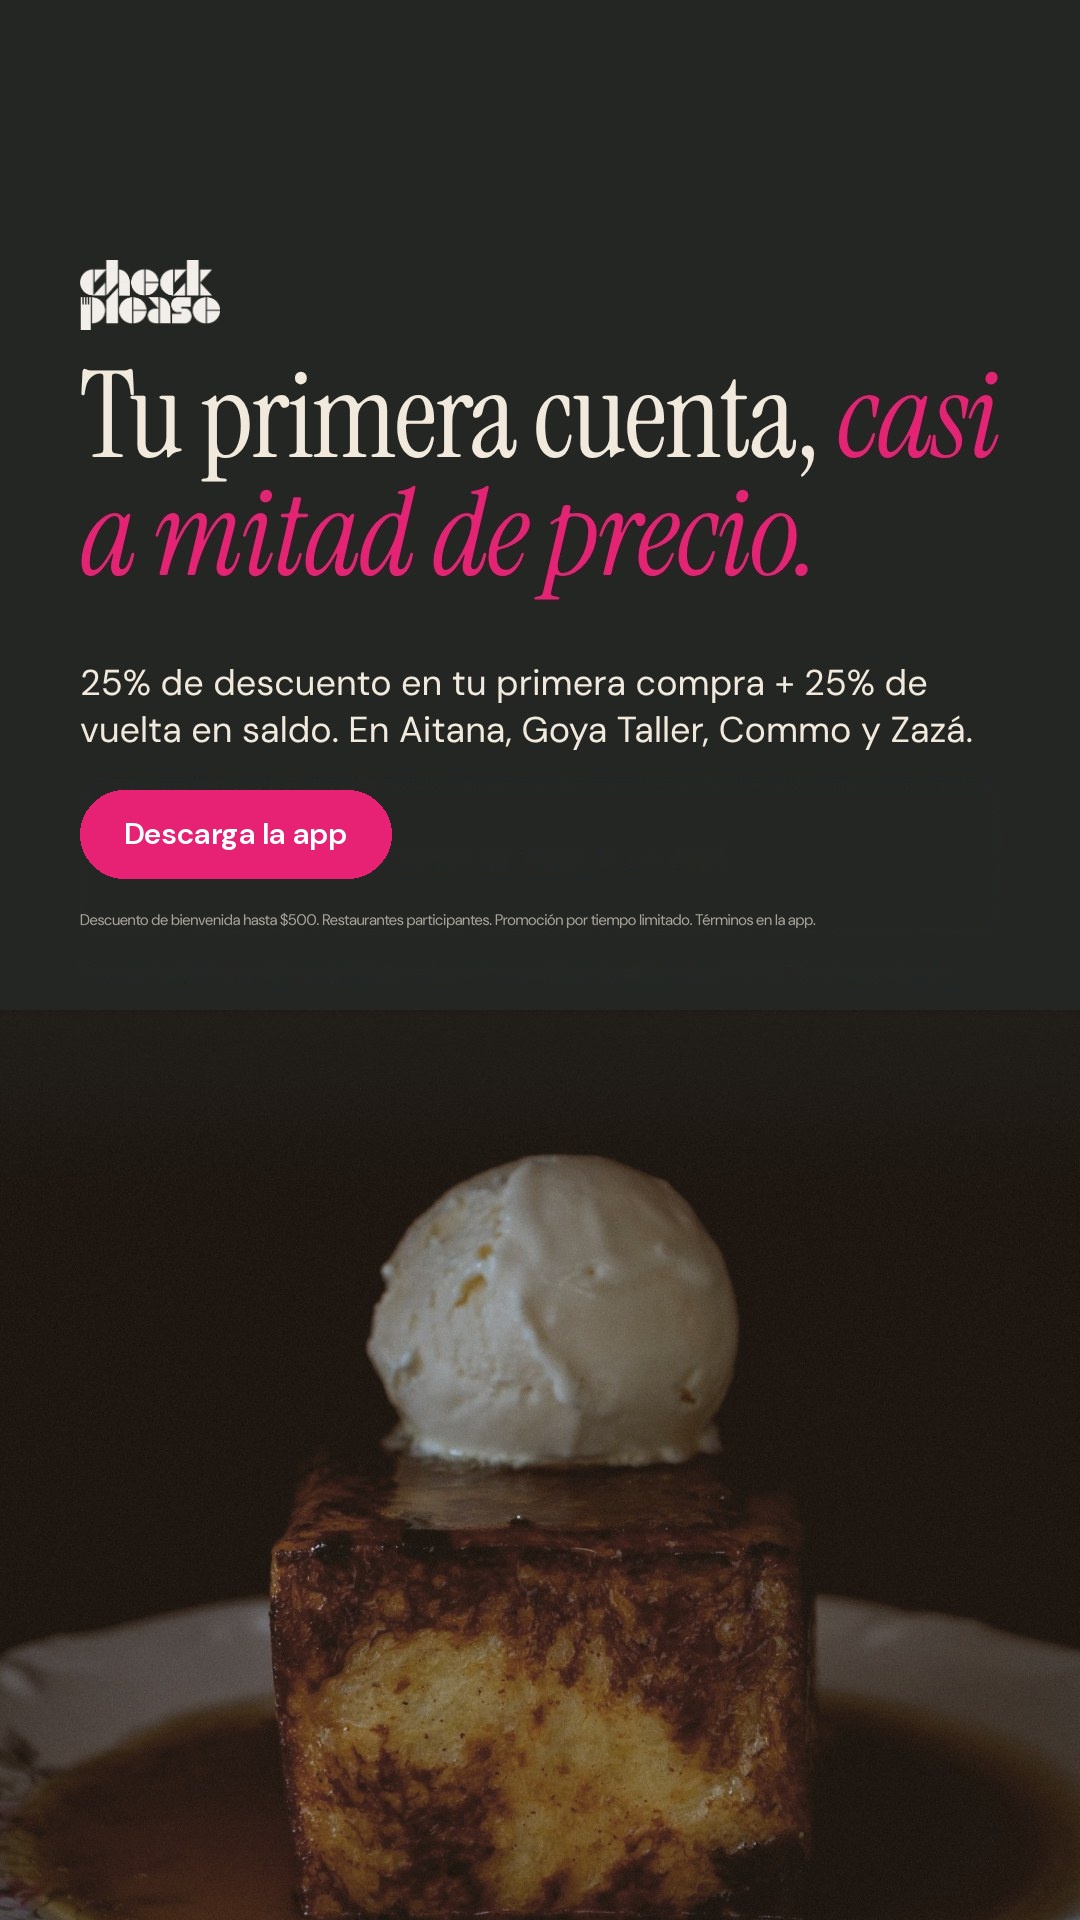 check
please
Tu primera cuenta, casi
a mitad de precio.
25% de descuento en tu primera compra + 25% de
vuelta en saldo. En Aitana, Goya Taller, Commo y Zazá.
Descarga la app
Descuento de bienvenida hasta $500. Restaurantes participantes. Promoción por tiempo limitado. Términos en la app.